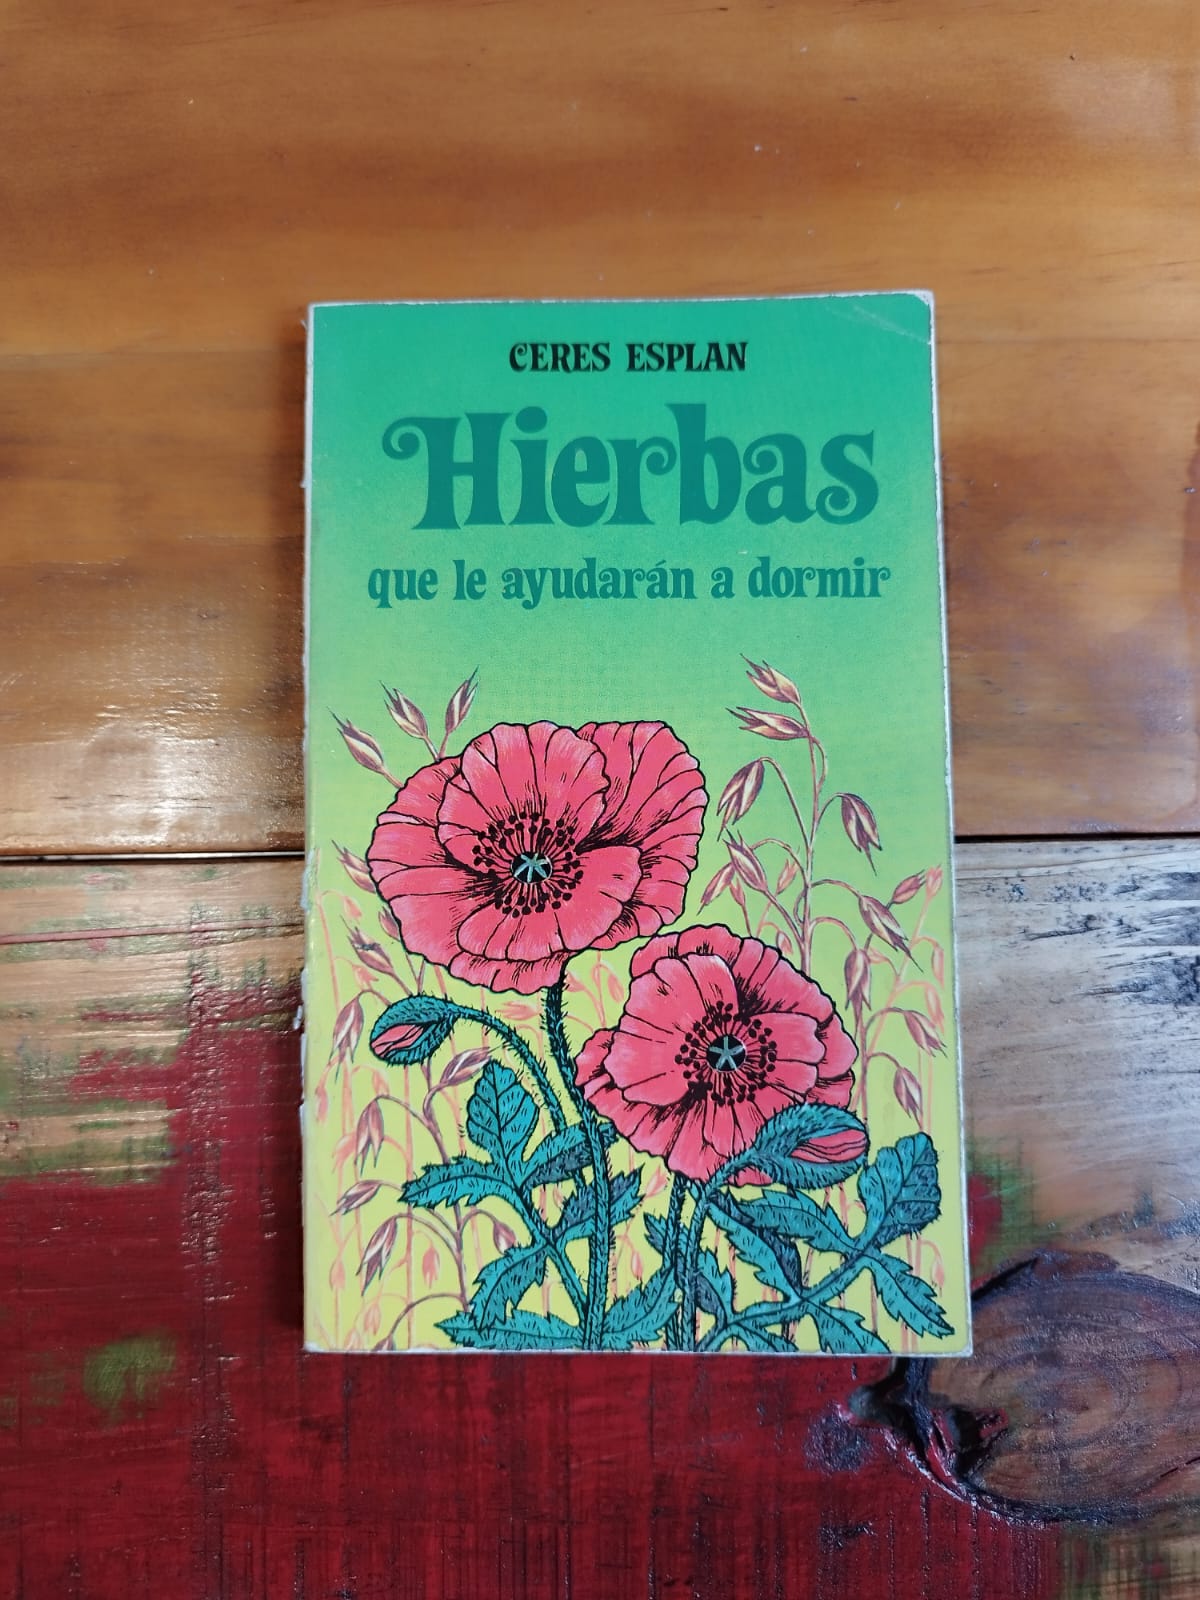 CERES ESPLAN
Hierbas
que le ayudarán a dormir